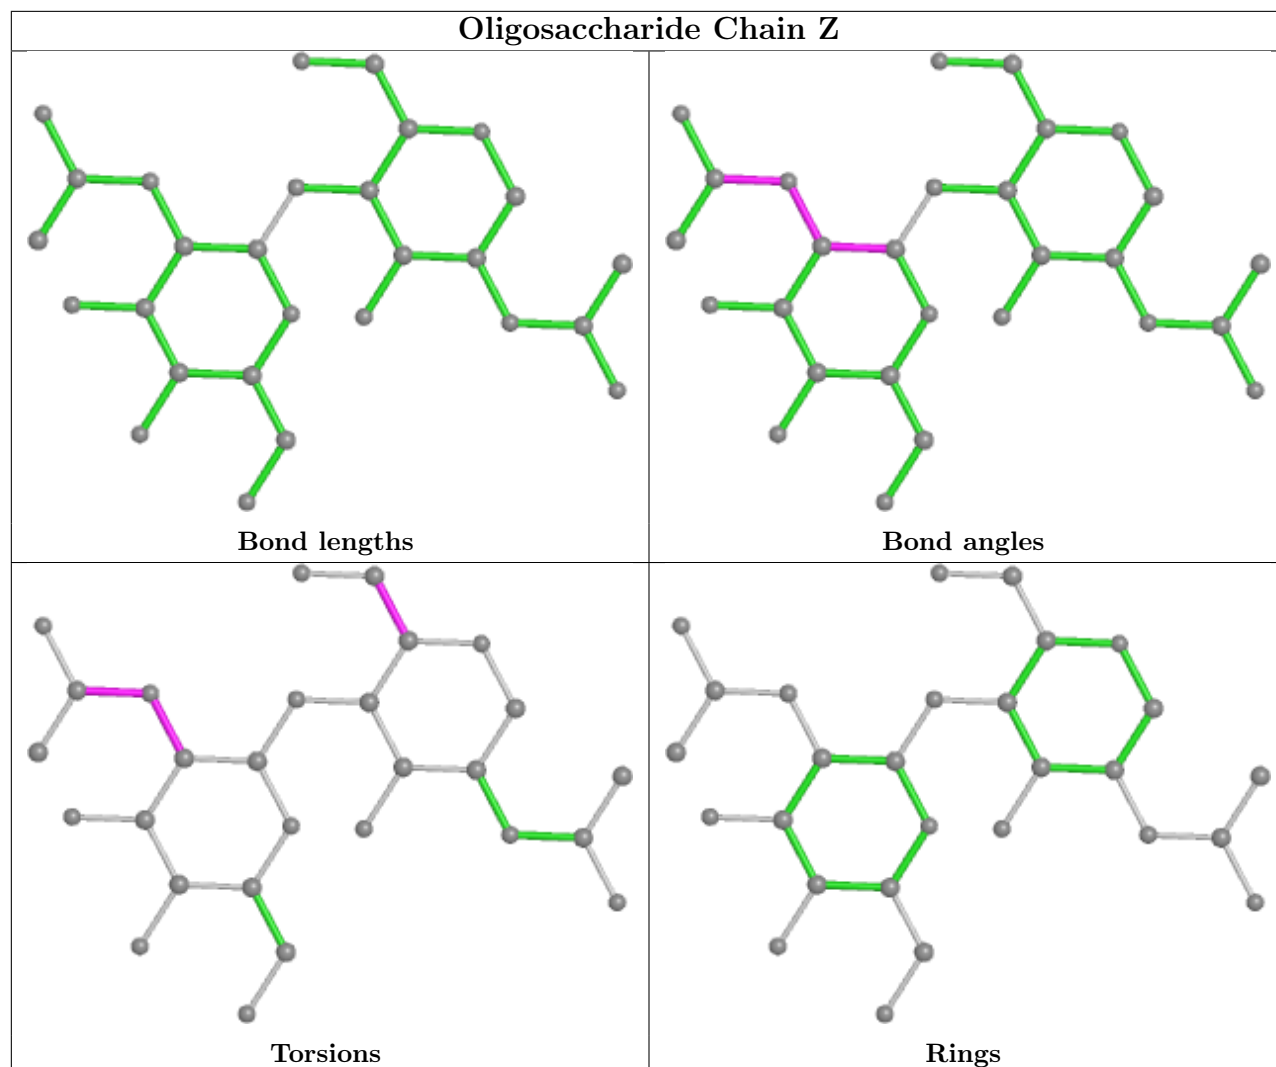 Oligosaccharide Chain Z
Bond lengths
Bond angles
Torsions
Rings